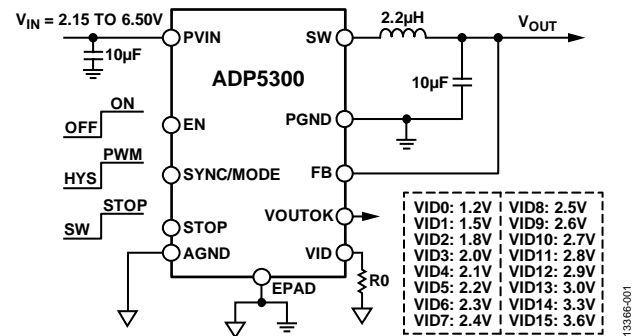 VIN = 2.15 TO 6.50V
10µF
PVIN
SW
2.2µH
VOUT
ADP5300
10µF
ON
OFF
EN
PGND
PWM
HYS
SYNC/MODE
FB
STOP
SW
STOP
VOUTOK
AGND
VID
R0
EPAD
VID0: 1.2V
VID1: 1.5V
VID2: 1.8V
VID3: 2.0V
VID4: 2.1V
VID5: 2.2V
VID6: 2.3V
VID7: 2.4V
VID8: 2.5V
VID9: 2.6V
VID10: 2.7V
VID11: 2.8V
VID12: 2.9V
VID13: 3.0V
VID14: 3.3V
VID15: 3.6V
13366-001